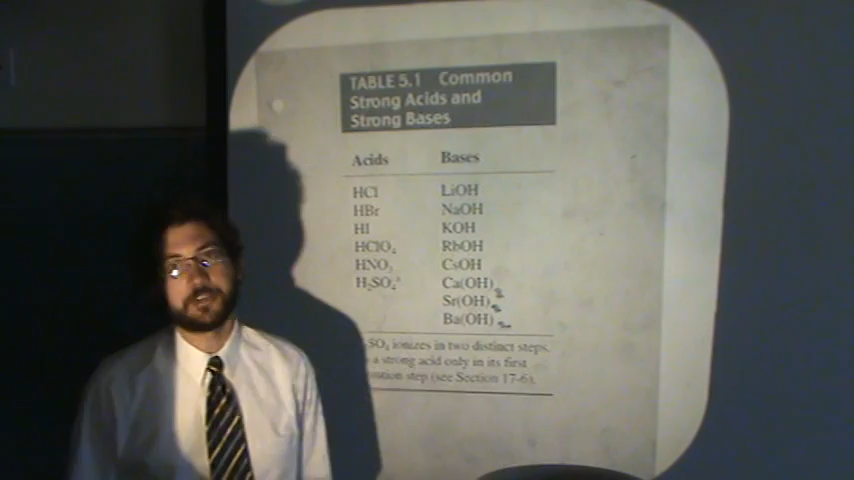 TABLE 5.1 Common
Strong Acids and
Strong Bases
Acids Bases
HCl LiOH
HBr NaOH
HI KOH
HClO₄ RbOH
HNO₃ CsOH
H₂SO₄* Ca(OH)₂
Sr(OH)₂
Ba(OH)₂
SO₄ ionizes in two distinct steps.
a strong acid only in its first
(see Section 17-6).